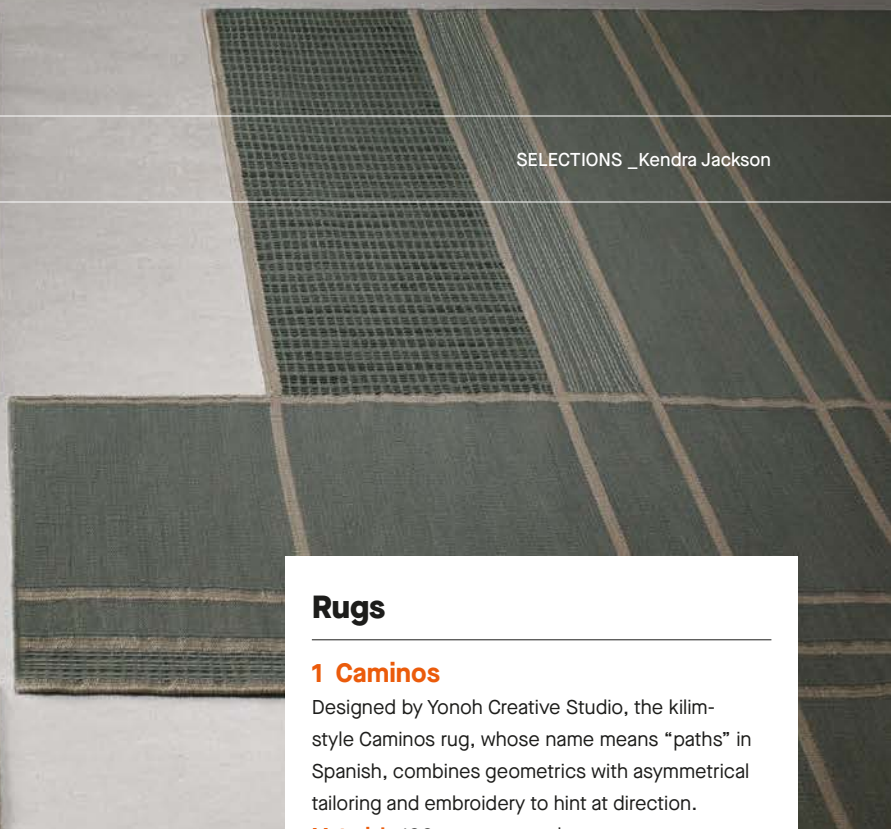 SELECTIONS _Kendra Jackson
Rugs
1 Caminos
Designed by Yonoh Creative Studio, the kilim-
style Caminos rug, whose name means “paths” in
Spanish, combines geometrics with asymmetrical
tailoring and embroidery to hint at direction.